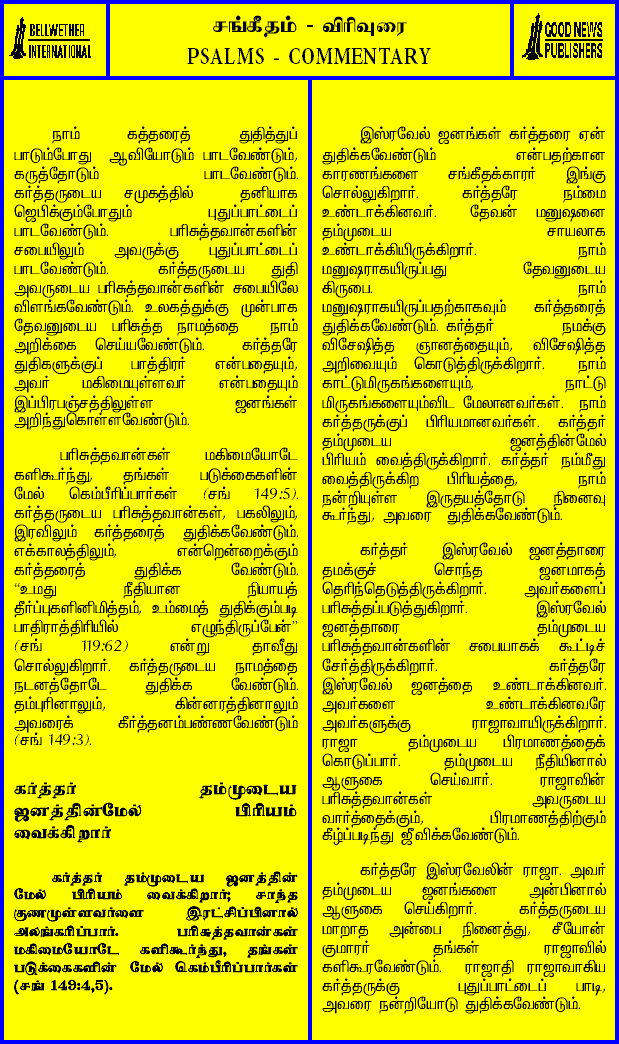 BELLWETHER
INTERNATIONAL
சங்கீதம் - விரிவுரை
PSALMS - COMMENTARY
GOOD NEWS
PUBLISHERS
நாம் கத்தரைத் துதித்துப்
பாடும்போது ஆவியோடும் பாடவேண்டும்,
கருத்தோடும் பாடவேண்டும்.
கர்த்தருடைய சமுகத்தில் தனியாக
ஜெபிக்கும்போதும் புதுப்பாட்டைப்
பாடவேண்டும். பரிசுத்தவான்களின்
சபையிலும் அவருக்கு புதுப்பாட்டைப்
பாடவேண்டும். கர்த்தருடைய துதி
அவருடைய பரிசுத்தவான்களின் சபையிலே
விளங்கவேண்டும். உலகத்துக்கு முன்பாக
தேவனுடைய பரிசுத்த நாமத்தை நாம்
அறிக்கை செய்யவேண்டும். கர்த்தரே
துதிகளுக்குப் பாத்திரர் என்பதையும்,
அவர் மகிமையுள்ளவர் என்பதையும்
இப்பிரபஞ்சத்திலுள்ள ஜனங்கள்
அறிந்துகொள்ளவேண்டும்.
பரிசுத்தவான்கள் மகிமையோடே
களிகூர்ந்து, தங்கள் படுக்கைகளின்
மேல் கெம்பீரிப்பார்கள் (சங் 149:5).
கர்த்தருடைய பரிசுத்தவான்கள், பகலிலும்,
இரவிலும் கர்த்தரைத் துதிக்கவேண்டும்.
எக்காலத்திலும், என்றென்றைக்கும்
கர்த்தரைத் துதிக்க வேண்டும்.
“உமது நீதியான நியாயத்
தீர்ப்புகளினிமித்தம், உம்மைத் துதிக்கும்படி
பாதிராத்திரியில் எழுந்திருப்பேன்”
(சங் 119:62) என்று தாவீது
சொல்லுகிறார். கர்த்தருடைய நாமத்தை
நடனத்தோடே துதிக்க வேண்டும்.
தம்புரினாலும், கின்னரத்தினாலும்
அவரைக் கீர்த்தனம்பண்ணவேண்டும்
(சங் 149:3).
கர்த்தர் தம்முடைய
ஜனத்தின்மேல் பிரியம்
வைக்கிறார்
கர்த்தர் தம்முடைய ஜனத்தின்
மேல் பிரியம் வைக்கிறார்; சாந்த
குணமுள்ளவர்ளை இரட்சிப்பினால்
அலங்கரிப்பார். பரிசுத்தவான்கள்
மகிமையோடே களிகூர்ந்து, தங்கள்
படுக்கைகளின் மேல் கெம்பீரிப்பார்கள்
(சங் 149:4,5).
இஸ்ரவேல் ஜனங்கள் கர்த்தரை ஏன்
துதிக்கவேண்டும் என்பதற்கான
காரணங்களை சங்கீதக்காரர் இங்கு
சொல்லுகிறார். கர்த்தரே நம்மை
உண்டாக்கினவர். தேவன் மனுஷனை
தம்முடைய சாயலாக
உண்டாக்கியிருக்கிறார். நாம்
மனுஷராகயிருப்பது தேவனுடைய
கிருபை. நாம்
மனுஷராகயிருப்பதற்காகவும் கர்த்தரைத்
துதிக்கவேண்டும். கர்த்தர் நமக்கு
விசேஷித்த ஞானத்தையும், விசேஷித்த
அறிவையும் கொடுத்திருக்கிறார். நாம்
காட்டுமிருகங்களையும், நாட்டு
மிருகங்களையும்விட மேலானவர்கள். நாம்
கர்த்தருக்குப் பிரியமானவர்கள். கர்த்தர்
தம்முடைய ஜனத்தின்மேல்
பிரியம் வைத்திருக்கிறார். கர்த்தர் நம்மீது
வைத்திருக்கிற பிரியத்தை, நாம்
நன்றியுள்ள இருதயத்தோடு நினைவு
கூர்ந்து, அவரை துதிக்கவேண்டும்.
கர்த்தர் இஸ்ரவேல் ஜனத்தாரை
தமக்குச் சொந்த ஜனமாகத்
தெரிந்தெடுத்திருக்கிறார். அவர்களைப்
பரிசுத்தப்படுத்துகிறார். இஸ்ரவேல்
ஜனத்தாரை தம்முடைய
பரிசுத்தவான்களின் சபையாகக் கூட்டிச்
சேர்த்திருக்கிறார். கர்த்தரே
இஸ்ரவேல் ஜனத்தை உண்டாக்கினவர்.
அவர்களை உண்டாக்கினவரே
அவர்களுக்கு ராஜாவாயிருக்கிறார்.
ராஜா தம்முடைய பிரமாணத்தைக்
கொடுப்பார். தம்முடைய நீதியினால்
ஆளுகை செய்வார். ராஜாவின்
பரிசுத்தவான்கள் அவருடைய
வார்த்தைக்கும், பிரமாணத்திற்கும்
கீழ்ப்படிந்து ஜீவிக்கவேண்டும்.
கர்த்தரே இஸ்ரவேலின் ராஜா. அவர்
தம்முடைய ஜனங்களை அன்பினால்
ஆளுகை செய்கிறார். கர்த்தருடைய
மாறாத அன்பை நினைத்து, சீயோன்
குமாரர் தங்கள் ராஜாவில்
களிகூரவேண்டும். ராஜாதி ராஜாவாகிய
கர்த்தருக்கு புதுப்பாட்டைப் பாடி,
அவரை நன்றியோடு துதிக்கவேண்டும்.